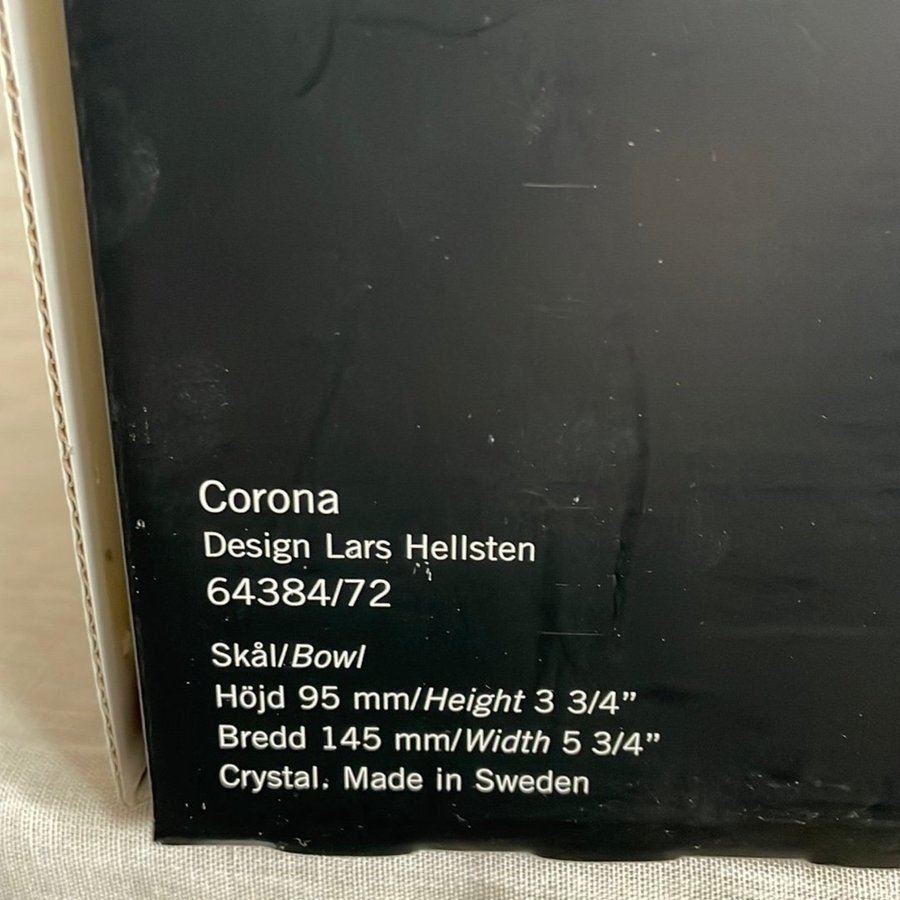 Corona
Design Lars Hellsten
64384/72
Skål/Bowl
Höjd 95 mm/Height 3 3/4”
Bredd 145 mm/Width 5 3/4”
Crystal. Made in Sweden